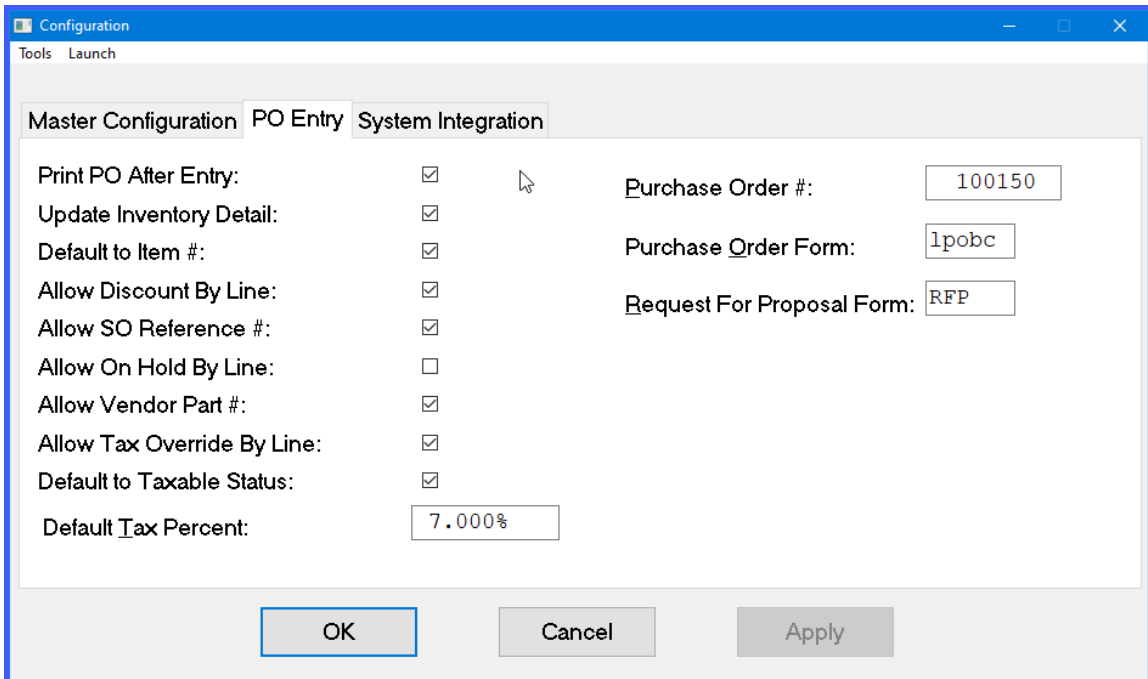 Configuration
Tools Launch
Master Configuration PO Entry System Integration
Print PO After Entry:
Update Inventory Detail:
Default to Item #:
Allow Discount By Line:
Allow SO Reference #:
Allow On Hold By Line:
Allow Vendor Part #:
Allow Tax Override By Line:
Default to Taxable Status:
Default Tax Percent: 7.000%
Purchase Order #: 100150
Purchase Order Form: lpobc
Request For Proposal Form: RFP
OK Cancel Apply